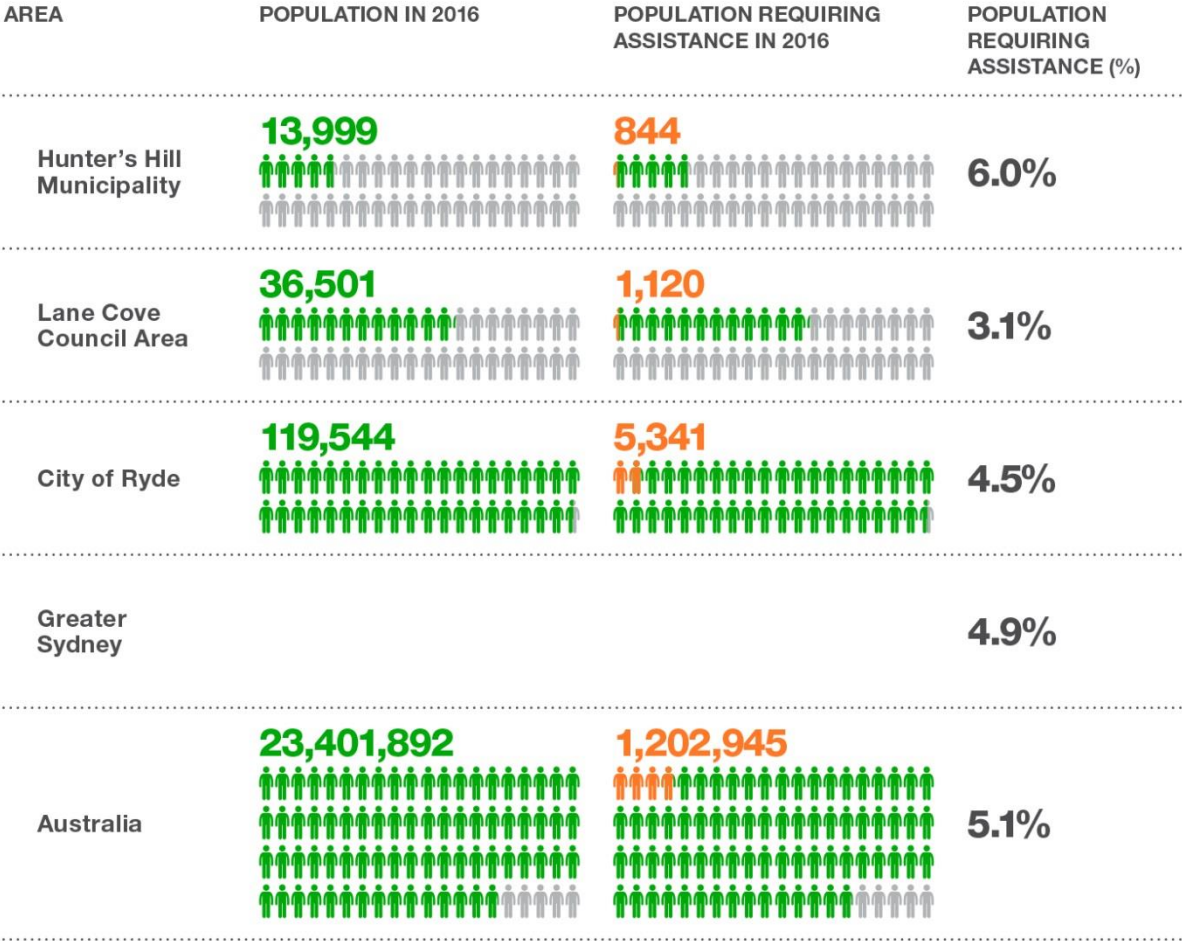 AREA
POPULATION IN 2016
POPULATION REQUIRING
ASSISTANCE IN 2016
POPULATION
REQUIRING
ASSISTANCE (%)
Hunter’s Hill
Municipality
13,999
844
6.0%
Lane Cove
Council Area
36,501
1,120
3.1%
City of Ryde
119,544
5,341
4.5%
Greater
Sydney
4.9%
Australia
23,401,892
1,202,945
5.1%